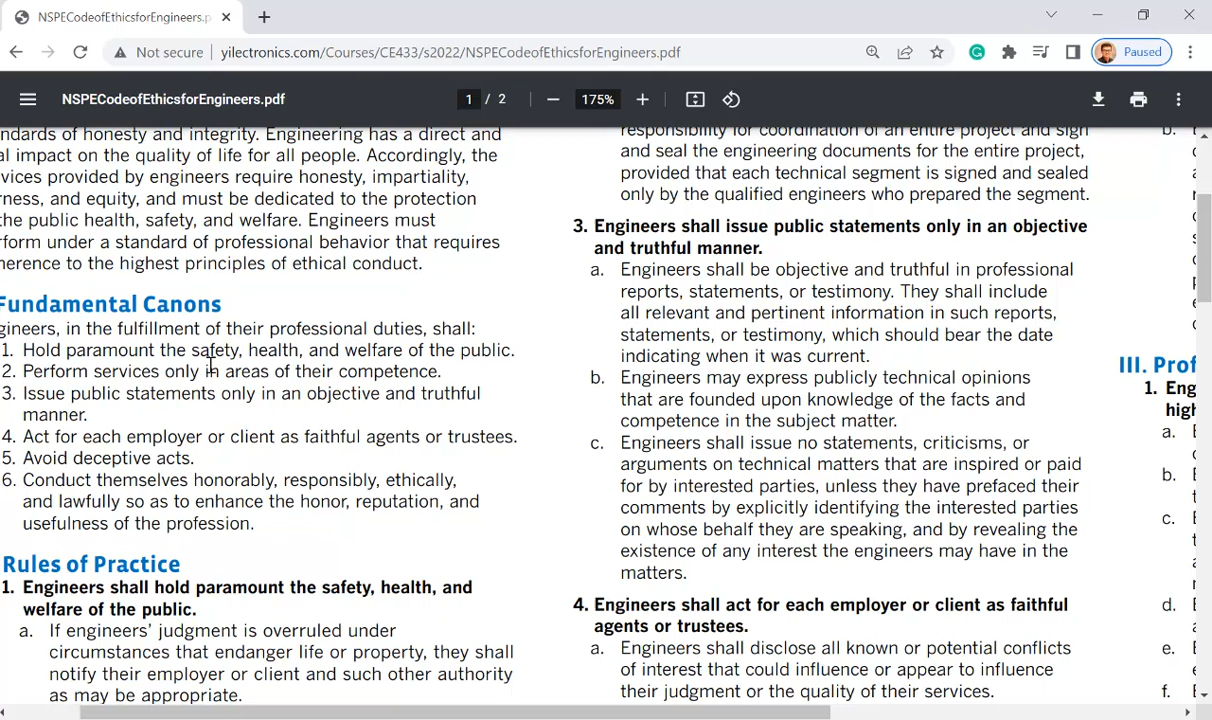 NSPECodeofEthicsforEngineers.p
Not secure
yilectronics.com/Courses/CE433/s2022/NSPECodeofEthicsforEngineers.pdf
Paused
NSPECodeofEthicsforEngineers.pdf
1 / 2
175%
ndards of honesty and integrity. Engineering has a direct and
al impact on the quality of life for all people. Accordingly, the
vices provided by engineers require honesty, impartiality,
rness, and equity, and must be dedicated to the protection
the public health, safety, and welfare. Engineers must
rform under a standard of professional behavior that requires
herence to the highest principles of ethical conduct.
Fundamental Canons
gineers, in the fulfillment of their professional duties, shall:
1. Hold paramount the safety, health, and welfare of the public.
2. Perform services only in areas of their competence.
3. Issue public statements only in an objective and truthful
manner.
4. Act for each employer or client as faithful agents or trustees.
5. Avoid deceptive acts.
6. Conduct themselves honorably, responsibly, ethically,
and lawfully so as to enhance the honor, reputation, and
usefulness of the profession.
Rules of Practice
1. Engineers shall hold paramount the safety, health, and
welfare of the public.
a. If engineers' judgment is overruled under
circumstances that endanger life or property, they shall
notify their employer or client and such other authority
as may be appropriate.
responsibility for coordination of an entire project and sign
and seal the engineering documents for the entire project,
provided that each technical segment is signed and sealed
only by the qualified engineers who prepared the segment.
3. Engineers shall issue public statements only in an objective
and truthful manner.
a. Engineers shall be objective and truthful in professional
reports, statements, or testimony. They shall include
all relevant and pertinent information in such reports,
statements, or testimony, which should bear the date
indicating when it was current.
b. Engineers may express publicly technical opinions
that are founded upon knowledge of the facts and
competence in the subject matter.
c. Engineers shall issue no statements, criticisms, or
arguments on technical matters that are inspired or paid
for by interested parties, unless they have prefaced their
comments by explicitly identifying the interested parties
on whose behalf they are speaking, and by revealing the
existence of any interest the engineers may have in the
matters.
4. Engineers shall act for each employer or client as faithful
agents or trustees.
a. Engineers shall disclose all known or potential conflicts
of interest that could influence or appear to influence
their judgment or the quality of their services.
III. Prof
1. Eng
high
a.
b.
c.
d.
e.
f.